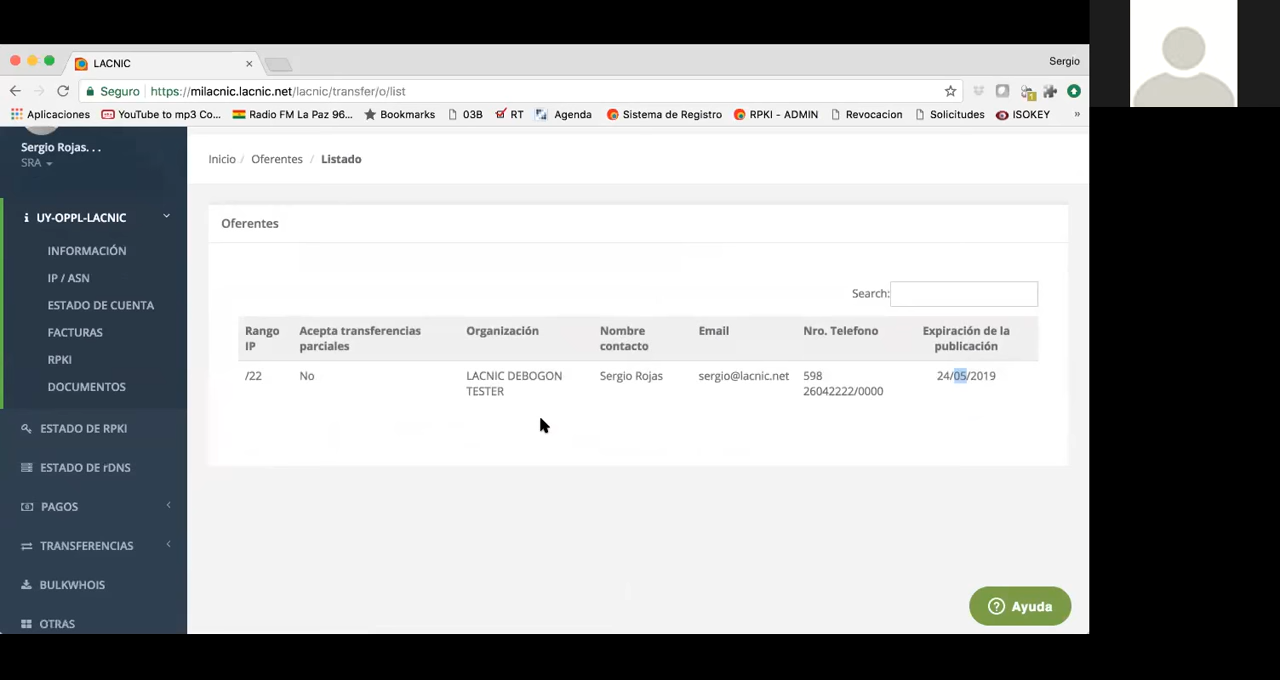 LACNIC
Sergio
Seguro https://milacnic.lacnic.net/lacnic/transfer/o/list
Aplicaciones YouTube to mp3 Co... Radio FM La Paz 96... Bookmarks 03B RT Agenda Sistema de Registro RPKI - ADMIN Revocacion Solicitudes ISOKEY »
Sergio Rojas. . .
SRA
UY-OPPL-LACNIC
INFORMACIÓN
IP / ASN
ESTADO DE CUENTA
FACTURAS
RPKI
DOCUMENTOS
ESTADO DE RPKI
ESTADO DE rDNS
PAGOS
TRANSFERENCIAS
BULKWHOIS
OTRAS
Inicio / Oferentes / Listado
Oferentes
Search:
Rango IP
Acepta transferencias parciales
Organización
Nombre contacto
Email
Nro. Telefono
Expiración de la publicación
/22
No
LACNIC DEBOGON TESTER
Sergio Rojas
sergio@lacnic.net
598 26042222/0000
24/05/2019
Ayuda